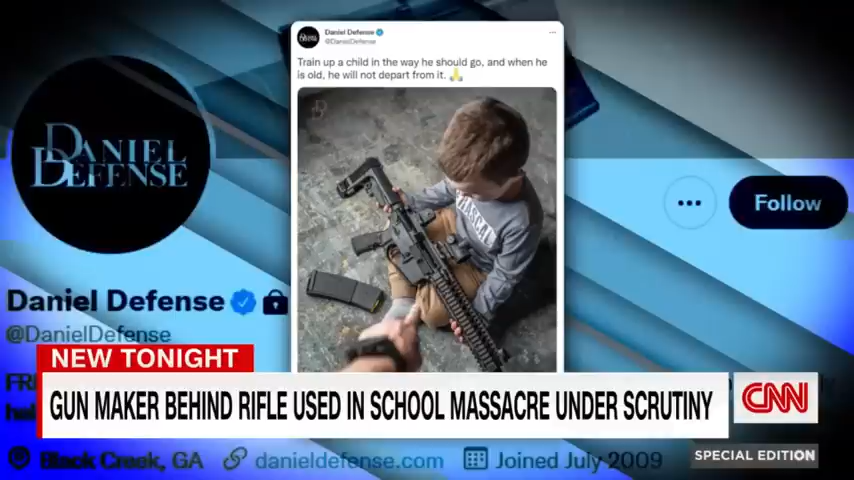 Daniel Defense
@DanielDefense
Train up a child in the way he should go, and when he
is old, he will not depart from it. 🙏
DANIEL
DEFENSE
RASCAL
Follow
Daniel Defense
@DanielDefense
NEW TONIGHT
GUN MAKER BEHIND RIFLE USED IN SCHOOL MASSACRE UNDER SCRUTINY
CNN
SPECIAL EDITION
Black Creek, GA
danieldefense.com
Joined July 2009